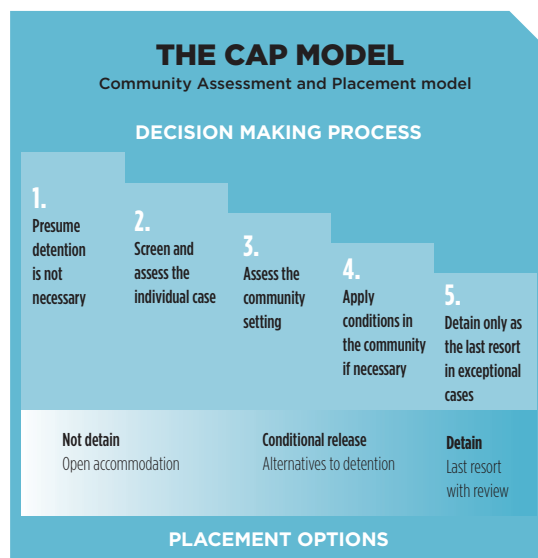 THE CAP MODEL
Community Assessment and Placement model
DECISION MAKING PROCESS
1.
Presume
detention
is not
necessary
2.
Screen and
assess the
individual case
3.
Assess the
community
setting
4.
Apply
conditions in
the community
if necessary
5.
Detain only as
the last resort
in exceptional
cases
Not detain
Open accommodation
Conditional release
Alternatives to detention
Detain
Last resort
with review
PLACEMENT OPTIONS